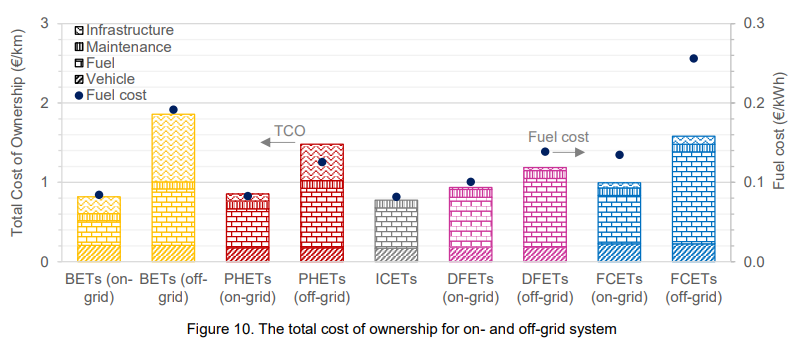 3
2
1
0
Total Cost of Ownership (€/km)
Infrastructure
Maintenance
Fuel
Vehicle
Fuel cost
TCO
Fuel cost
0.3
0.2
0.1
0.0
Fuel cost (€/kWh)
BETs (on-
grid)
BETs (off-
grid)
PHETs
(on-grid)
PHETs
(off-grid)
ICETs
DFETs
(on-grid)
DFETs
(off-grid)
FCETs
(on-grid)
FCETs
(off-grid)
Figure 10. The total cost of ownership for on- and off-grid system